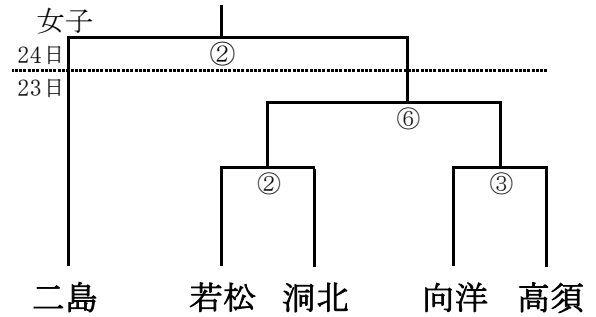 女子
24日
②
23日
⑥
②
③
二島 若松 洞北 向洋 高須